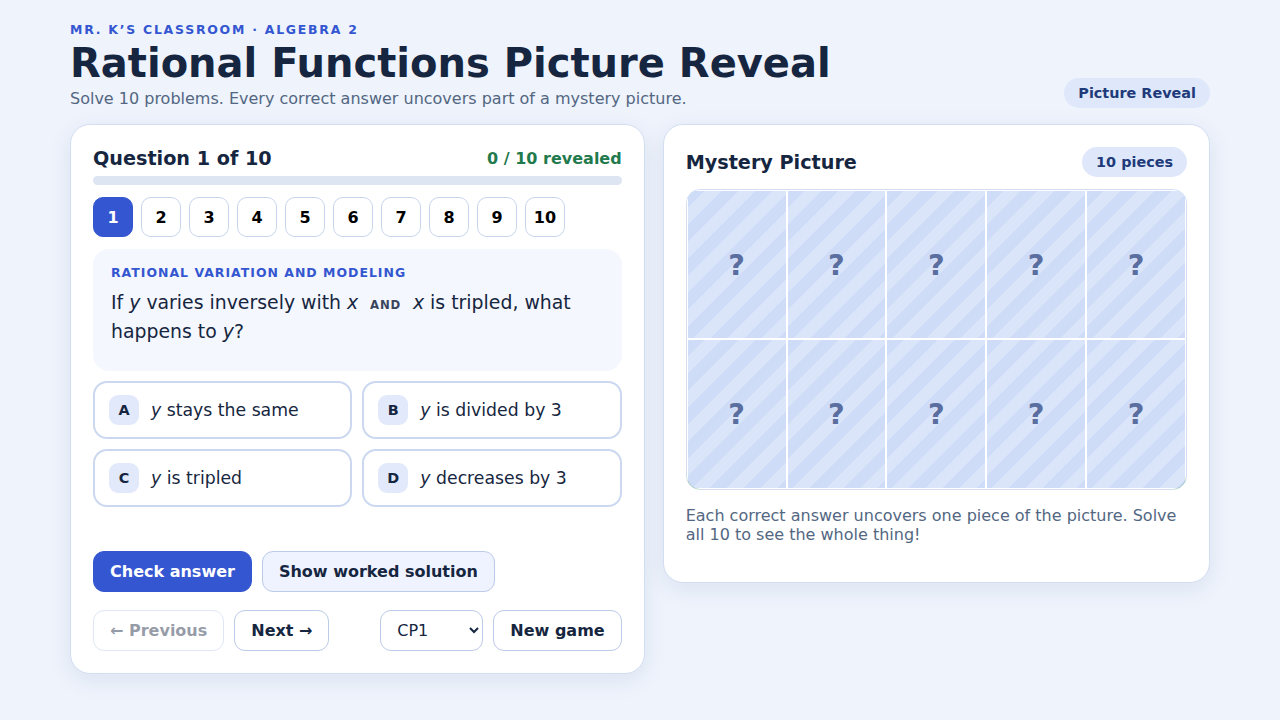 MR. K’S CLASSROOM · ALGEBRA 2
Rational Functions Picture Reveal
Solve 10 problems. Every correct answer uncovers part of a mystery picture.
Picture Reveal
Question 1 of 10
0 / 10 revealed
1 2 3 4 5 6 7 8 9 10
RATIONAL VARIATION AND MODELING
If y varies inversely with x AND x is tripled, what
happens to y?
A y stays the same
B y is divided by 3
C y is tripled
D y decreases by 3
Check answer
Show worked solution
← Previous
Next →
CP1
New game
Mystery Picture
10 pieces
? ? ? ? ?
? ? ? ? ?
Each correct answer uncovers one piece of the picture. Solve
all 10 to see the whole thing!